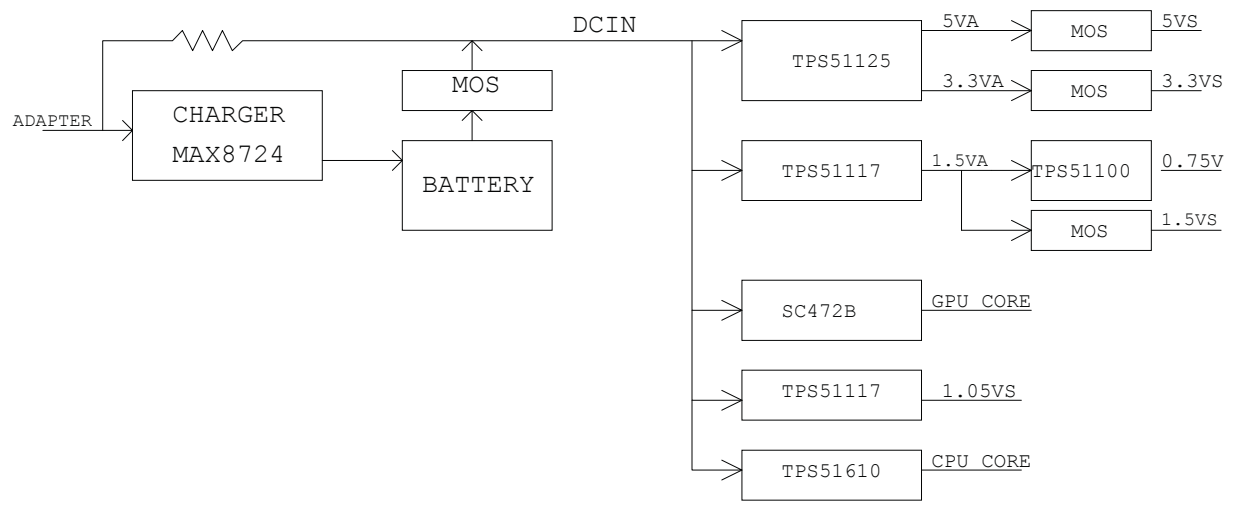 DCIN
5VA
MOS
5VS
TPS51125
3.3VA
MOS
3.3VS
MOS
ADAPTER
CHARGER
MAX8724
BATTERY
TPS51117
1.5VA
TPS51100
0.75V
MOS
1.5VS
SC472B
GPU CORE
TPS51117
1.05VS
TPS51610
CPU CORE